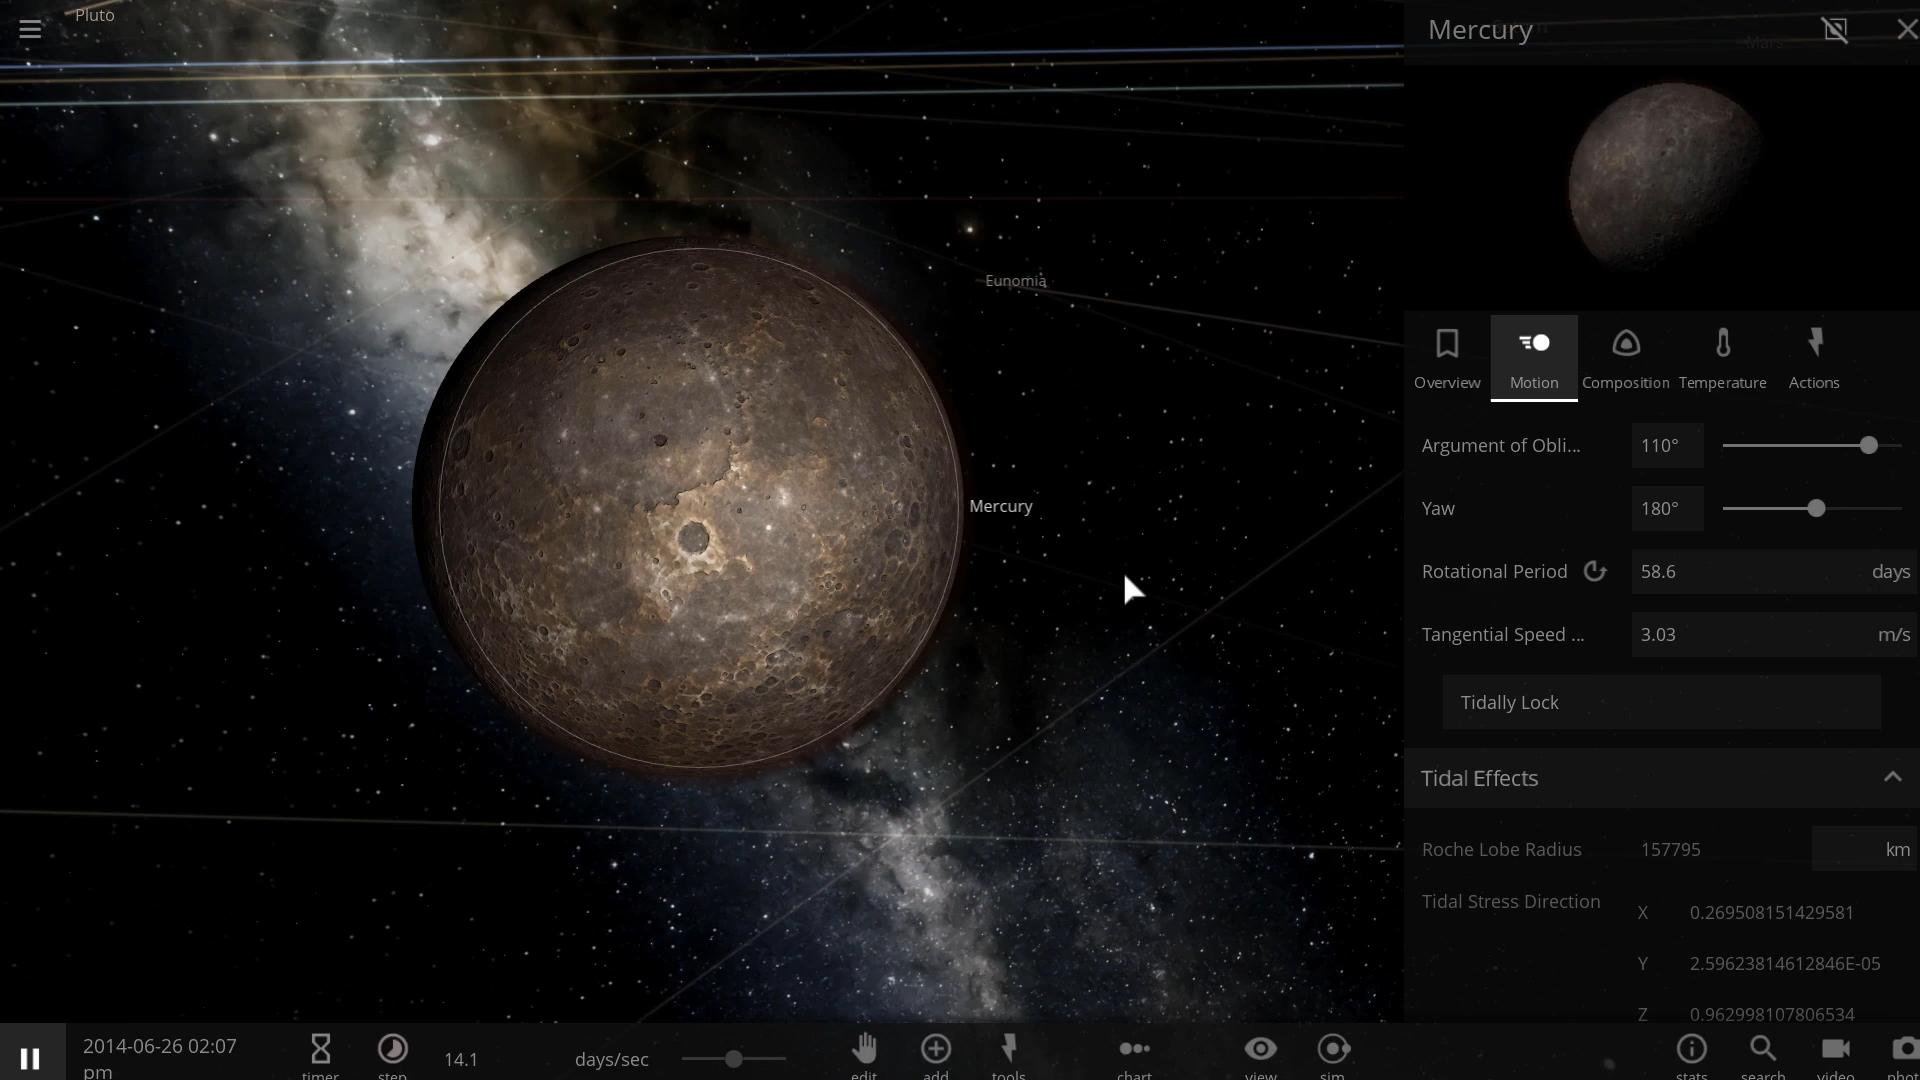 Pluto
Mercury
Mars
Eunomia
Mercury
Overview
Motion
Composition
Temperature
Actions
Argument of Obli...
110°
Yaw
180°
Rotational Period
58.6
days
Tangential Speed ...
3.03
m/s
Tidally Lock
Tidal Effects
Roche Lobe Radius
157795
km
Tidal Stress Direction
X
0.269508151429581
Y
2.59623814612846E-05
Z
0.962998107806534
2014-06-26 02:07
pm
timer
step
14.1
days/sec
edit
add
tools
chart
view
sim
stats
search
video
phot